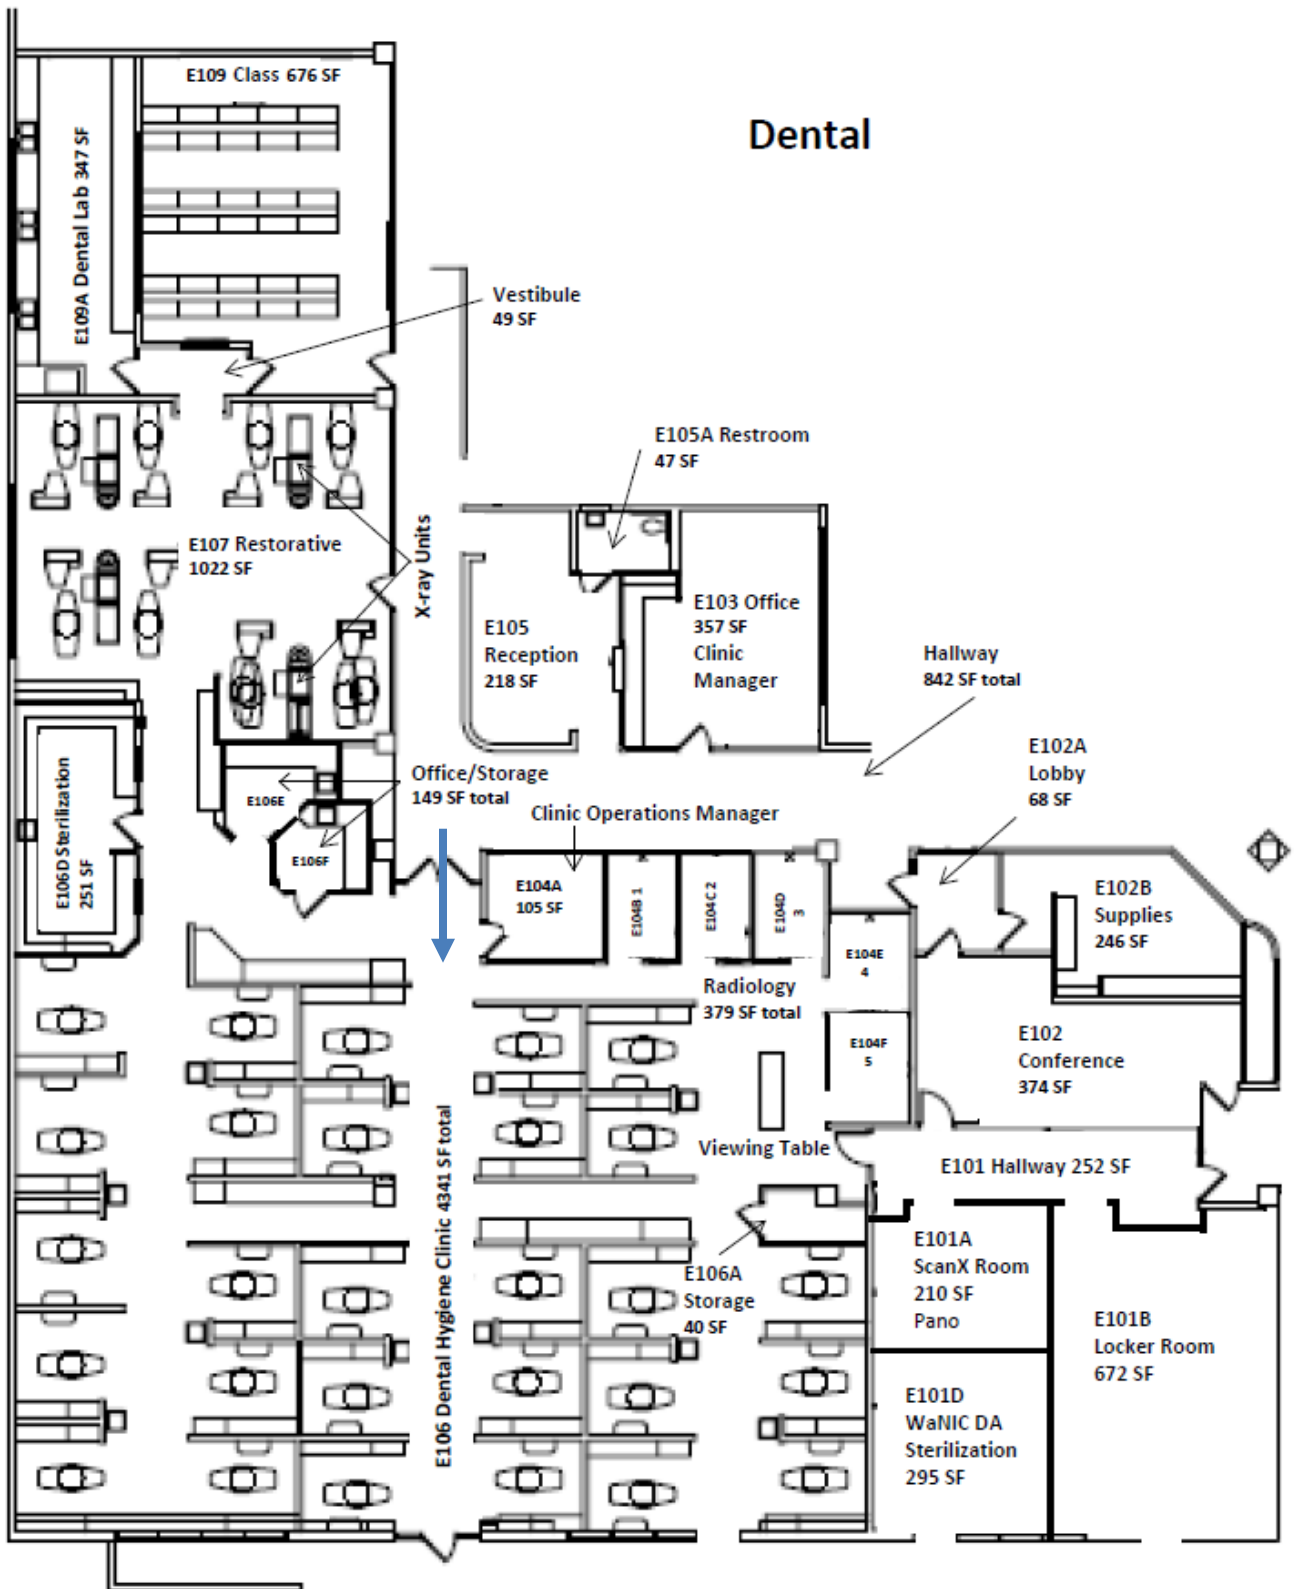 Dental
E109 Class 676 SF
E109A Dental Lab 347 SF
Vestibule
49 SF
E105A Restroom
47 SF
E107 Restorative
1022 SF
X-ray Units
E103 Office
357 SF
Clinic
Manager
E105
Reception
218 SF
Hallway
842 SF total
E102A
Lobby
68 SF
Office/Storage
149 SF total
E106E
E106F
Clinic Operations Manager
E106D Sterilization
251 SF
E104A
105 SF
E104B 1
E104C 2
E104D
3
E102B
Supplies
246 SF
E104E
4
Radiology
379 SF total
E104F
5
E102
Conference
374 SF
Viewing Table
E101 Hallway 252 SF
E106 Dental Hygiene Clinic 4341 SF total
E106A
Storage
40 SF
E101A
ScanX Room
210 SF
Pano
E101B
Locker Room
672 SF
E101D
WaNIC DA
Sterilization
295 SF